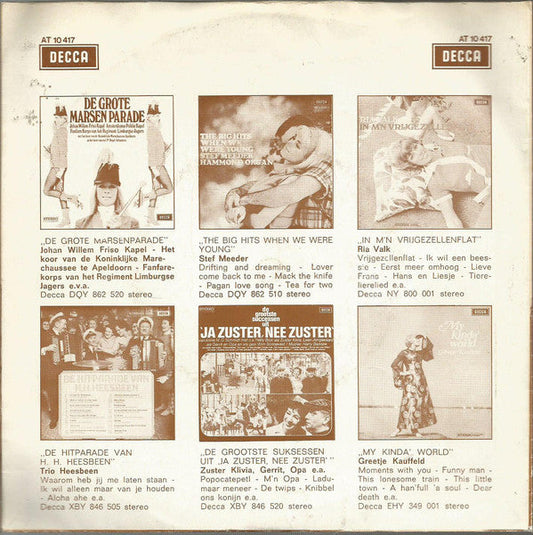 AT 10 417
AT 10 417
DECCA
DECCA
DE GROTE
MARSEN PARADE
Johan Willem Friso Kapel
THE BIG HITS
WHEN WE
WERE YOUNG
STEF MEEDER
HAMMOND ORGAN
RIA VALK
IN M'N VRIJGEZELLENFLAT
„DE GROTE MARSENPARADE"
Johan Willem Friso Kapel - Het
koor van de Koninklijke Mare-
chaussee te Apeldoorn - Fanfare-
korps van het Regiment Limburgse
Jagers e.v.a.
Decca DQY 862 520 stereo
„THE BIG HITS WHEN WE WERE
YOUNG"
Stef Meeder
Drifting and dreaming - Lover
come back to me - Mack the knife
- Pagan love song - Tea for two
Decca DQY 862 510 stereo
„IN M'N VRIJGEZELLENFLAT"
Ria Valk
Vrijgezellenflat - Ik wil een bees-
sie - Eerst meer omhoog - Lieve
Frans - Hans en Liesje - Tiore-
lierelied e.a.
Decca NY 800 001 stereo
DE HITPARADE VAN
H.H. HEESBEEN
de grootste
successen
uit
'JA ZUSTER, NEE ZUSTER'
'My
kinda'
world'
„DE HITPARADE VAN
H. H. HEESBEEN"
Trio Heesbeen
Waarom heb jij me laten staan -
Ik wil alleen maar van je houden
- Aloha ahe e.a.
Decca XBY 846 505 stereo
„DE GROOTSTE SUKSESSEN
UIT ‚JA ZUSTER, NEE ZUSTER'"
Zuster Klivia, Gerrit, Opa e.a.
Popocatepetl - M'n Opa - Ladu-
maar meneer - De twips - Knibbel
ons konijn e.a.
Decca XBY 846 520 stereo
„MY KINDA' WORLD"
Greetje Kauffeld
Moments with you - Funny man -
This lonesome train - This little
town - A han'full 'a soul - Dear
death e.a.
Decca EHY 349 001 stereo